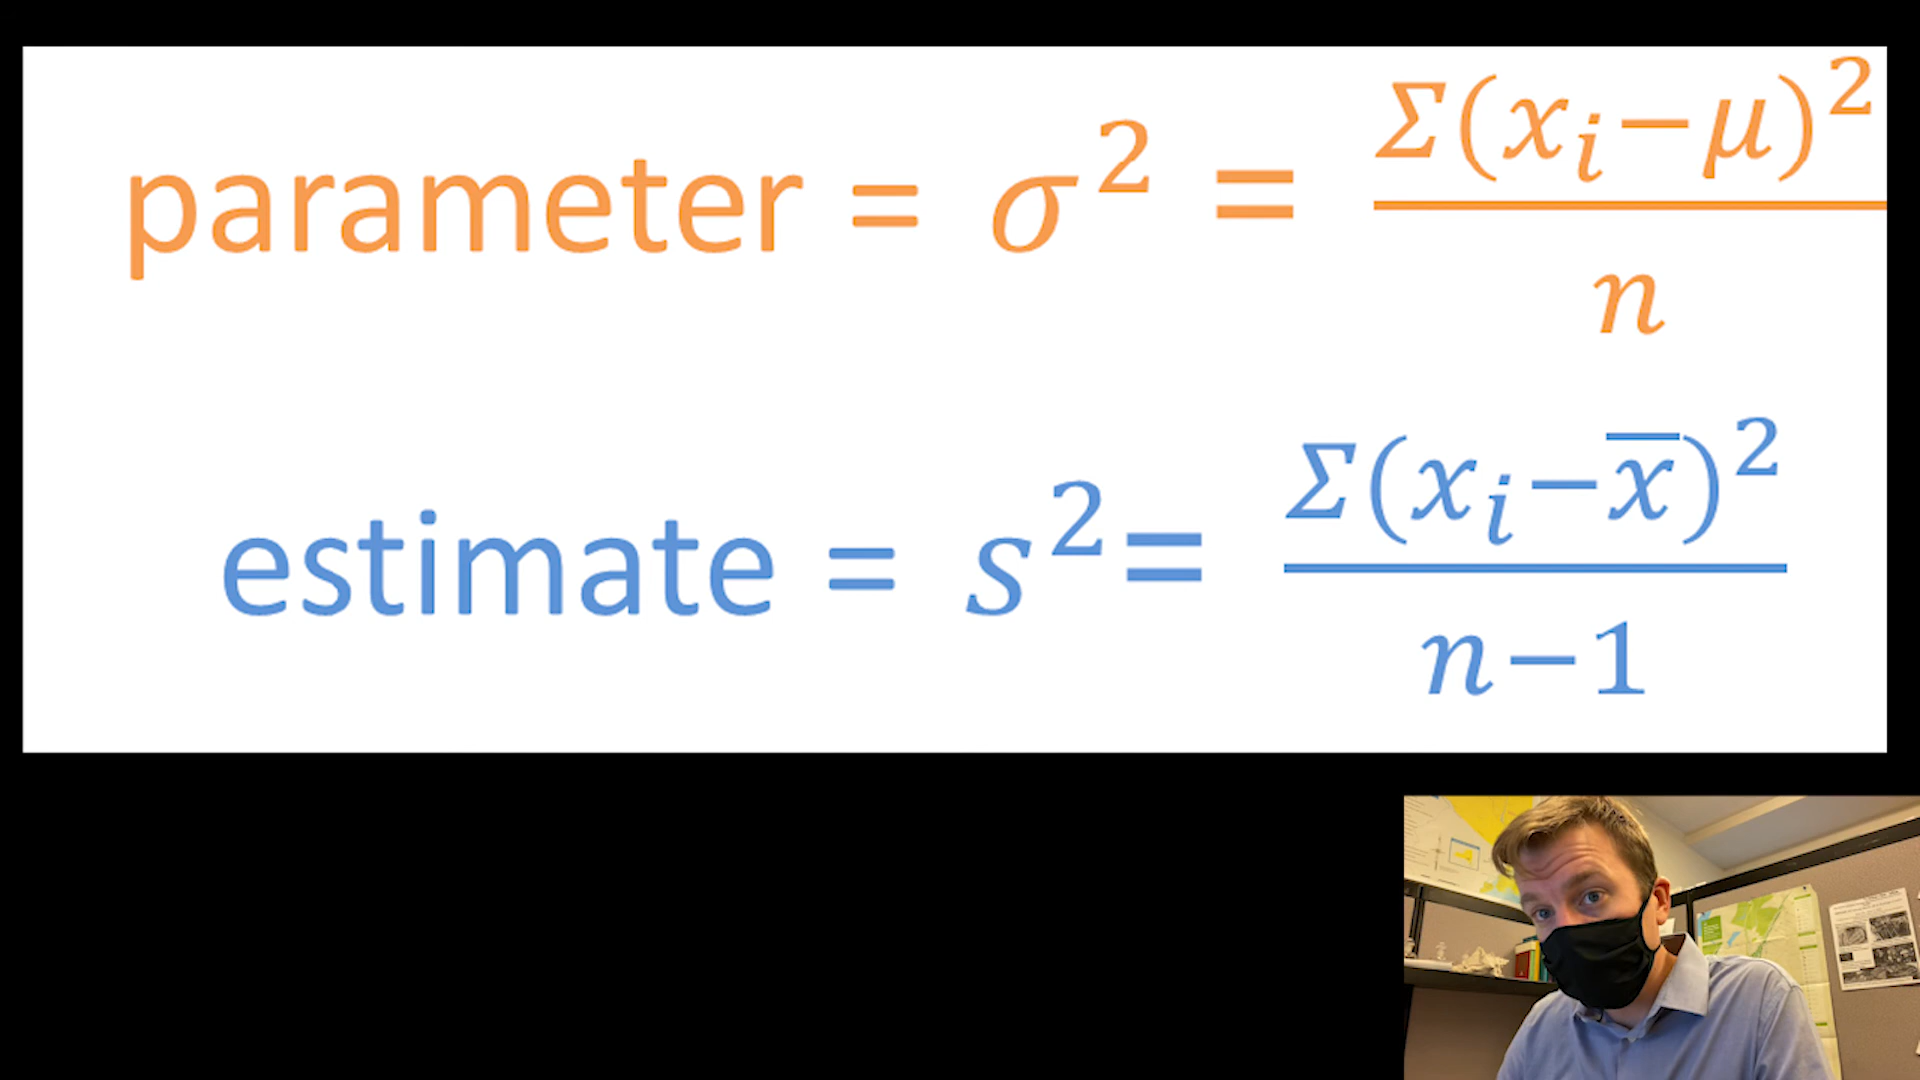 parameter = σ² = Σ(xᵢ−μ)² / n
estimate = s² = Σ(xᵢ−x̅)² / n−1